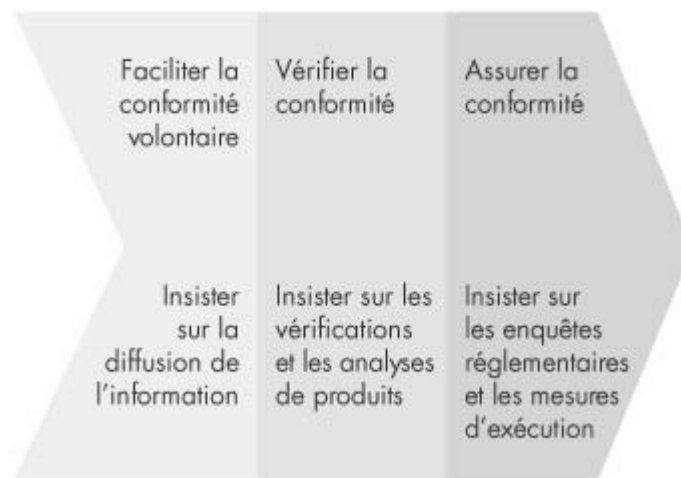 Faciliter la
conformité
volontaire
Vérifier la
conformité
Assurer la
conformité
Insister
sur la
diffusion de
l'information
Insister sur les
vérifications
et les analyses
de produits
Insister sur
les enquêtes
réglementaires
et les mesures
d'exécution